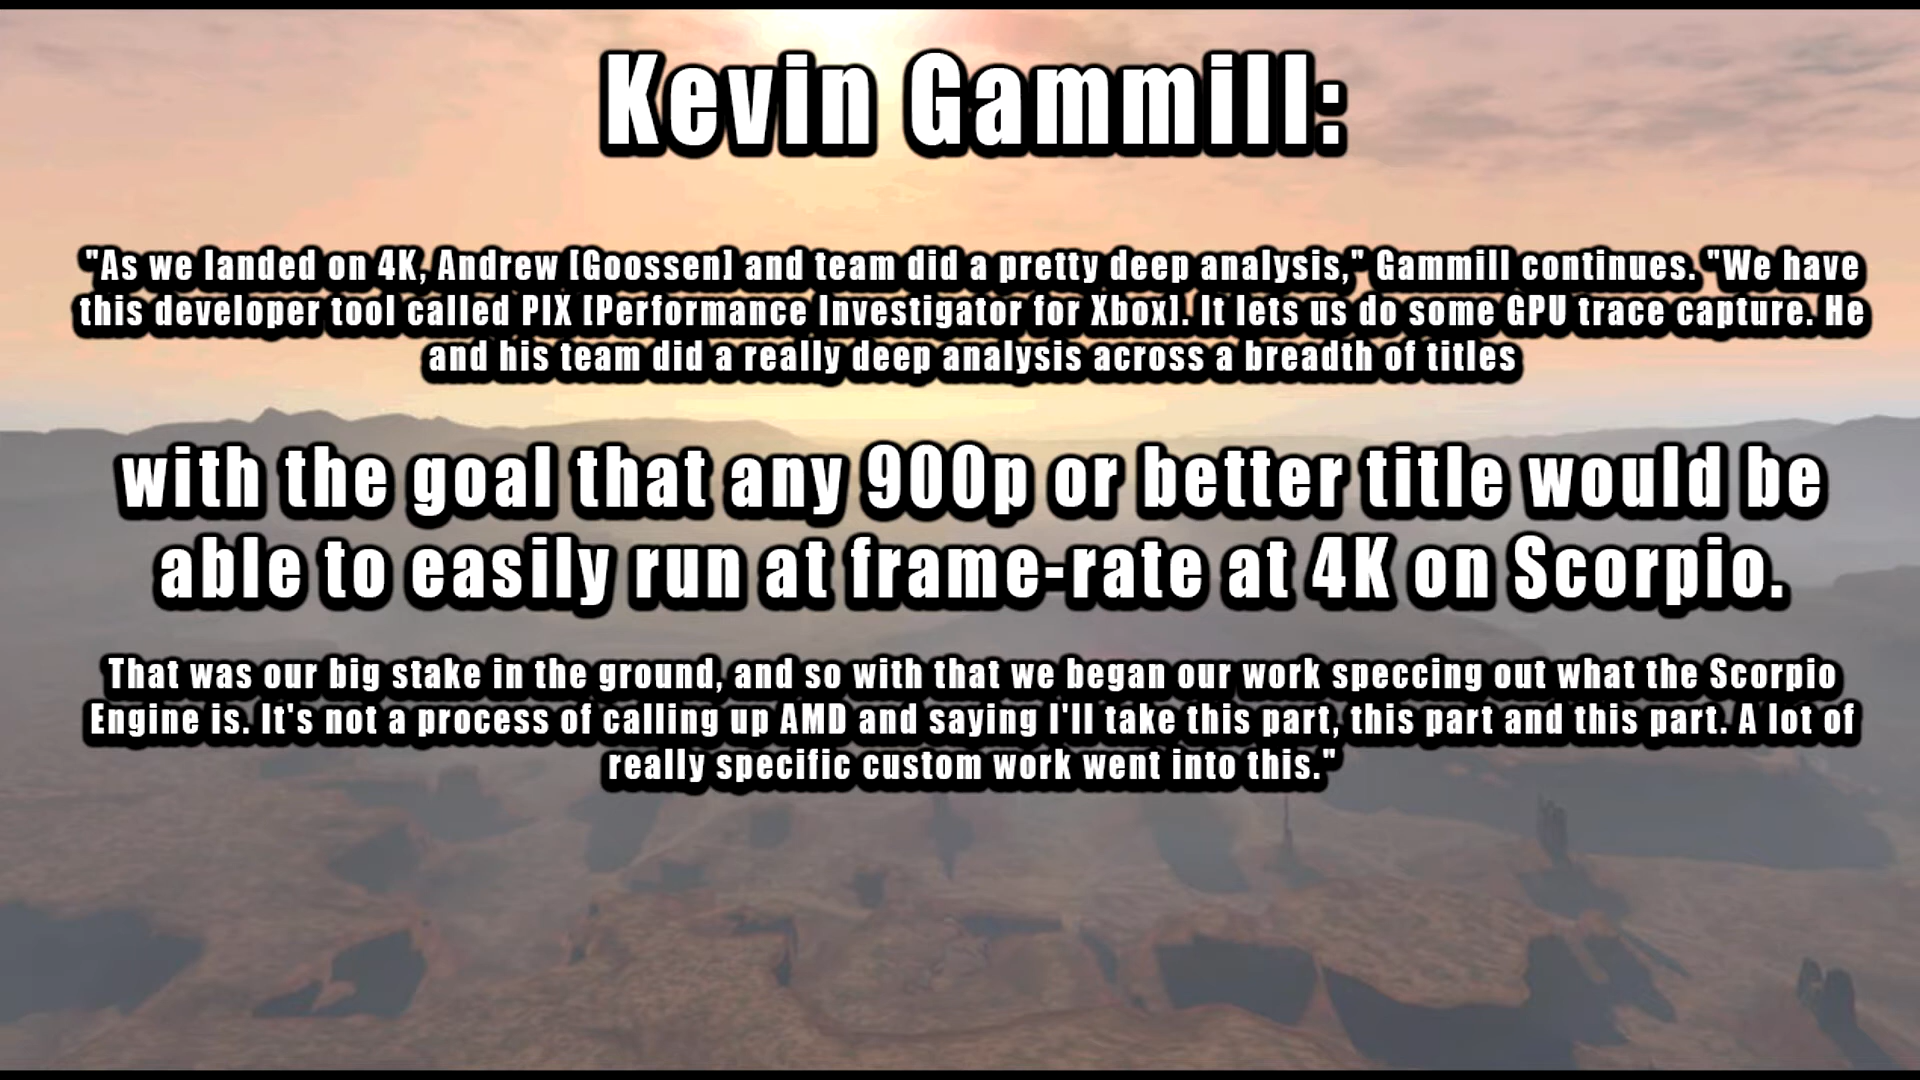 Kevin Gammill:
"As we landed on 4K, Andrew [Goossen] and team did a pretty deep analysis," Gammill continues. "We have
this developer tool called PIX [Performance Investigator for Xbox]. It lets us do some GPU trace capture. He
and his team did a really deep analysis across a breadth of titles
with the goal that any 900p or better title would be
able to easily run at frame-rate at 4K on Scorpio.
That was our big stake in the ground, and so with that we began our work speccing out what the Scorpio
Engine is. It's not a process of calling up AMD and saying I'll take this part, this part and this part. A lot of
really specific custom work went into this."